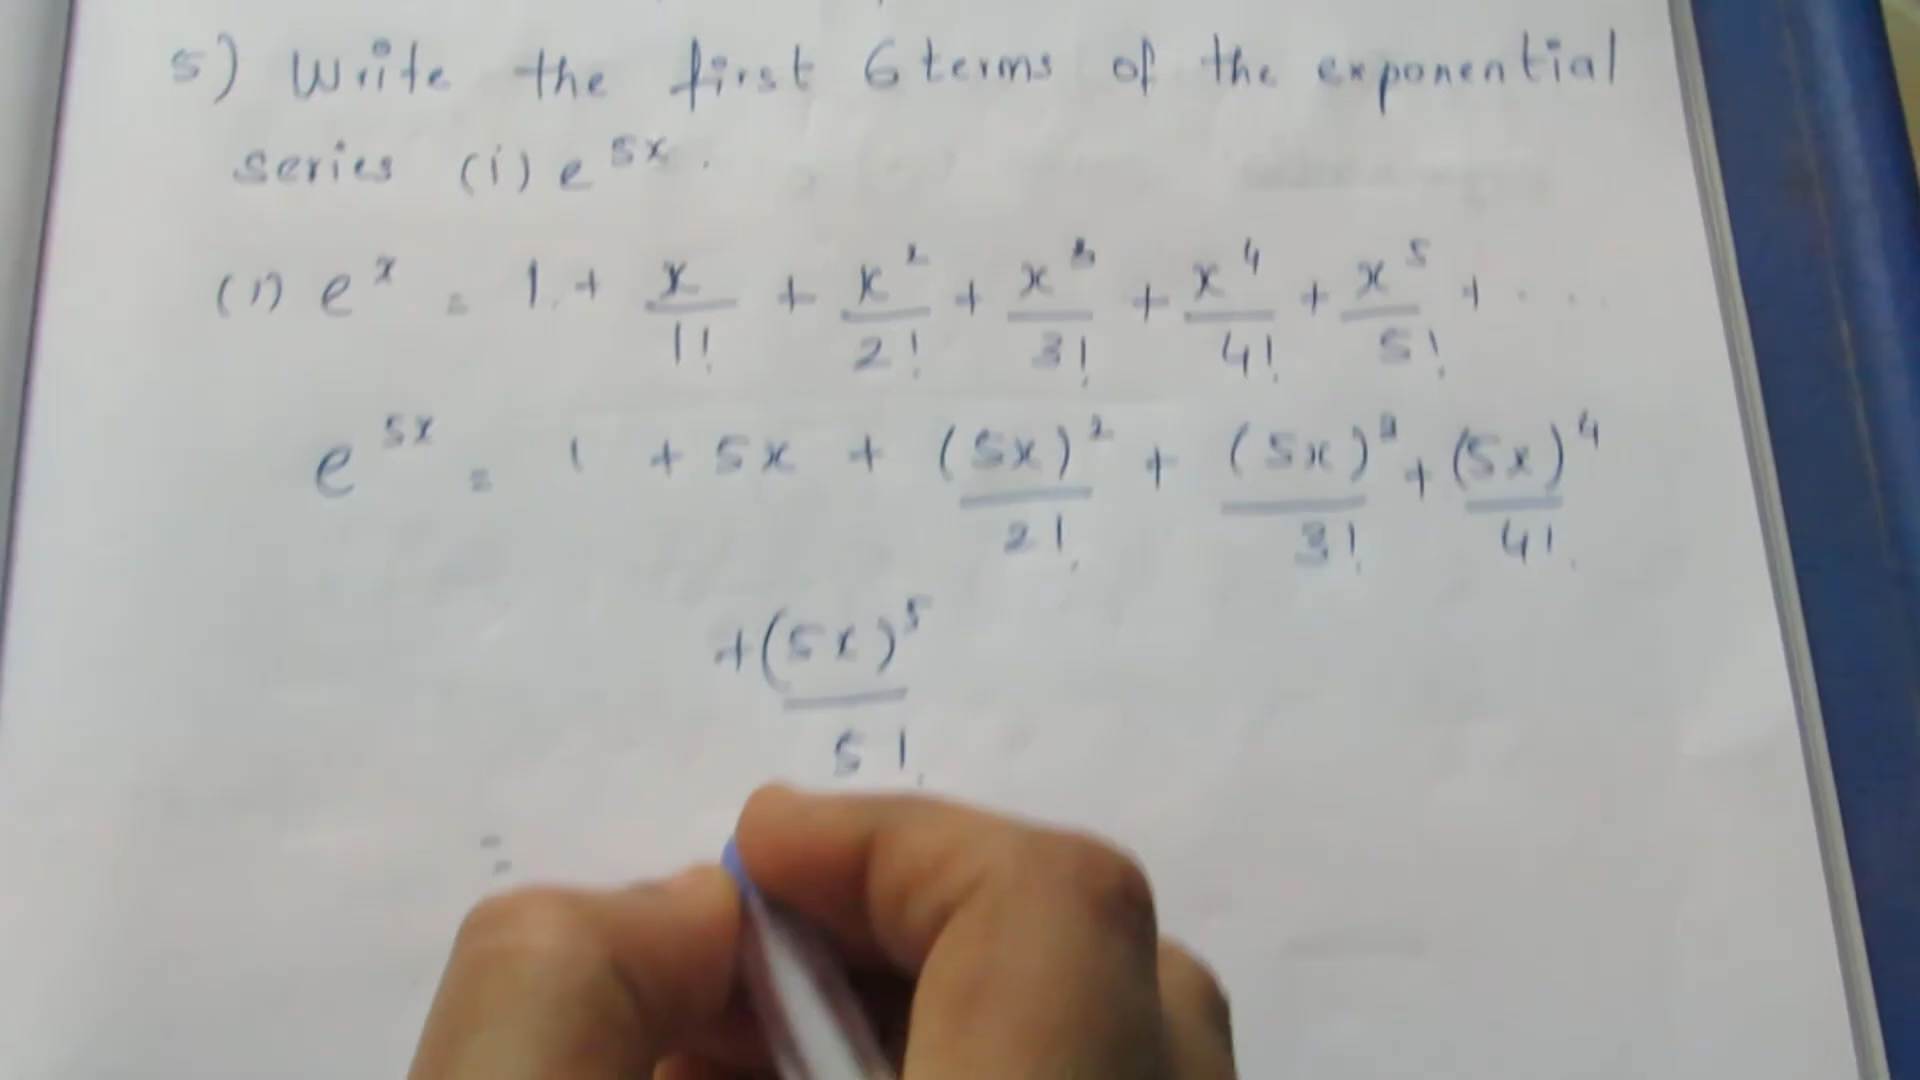 5) Write the first 6 terms of the exponential
series (i) e^5x.
(i) e^x = 1 + x/1! + x^2/2! + x^3/3! + x^4/4! + x^5/5! + ...
e^5x = 1 + 5x + (5x)^2/2! + (5x)^3/3! + (5x)^4/4!
+ (5x)^5/5!
=